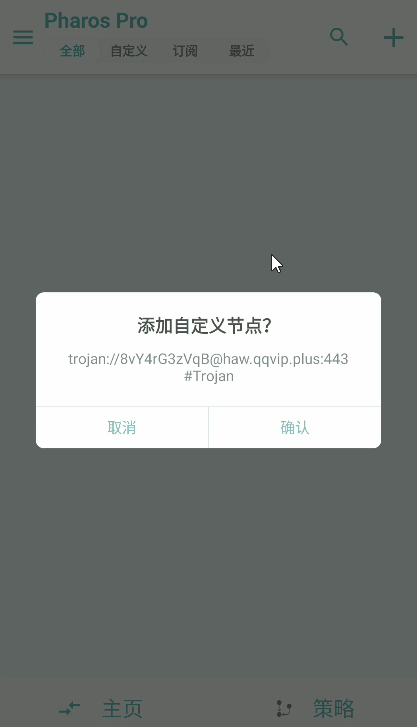 Pharos Pro
全部 自定义 订阅 最近
添加自定义节点？
trojan://8vY4rG3zVqB@haw.qqvip.plus:443
#Trojan
取消 确认
主页 策略